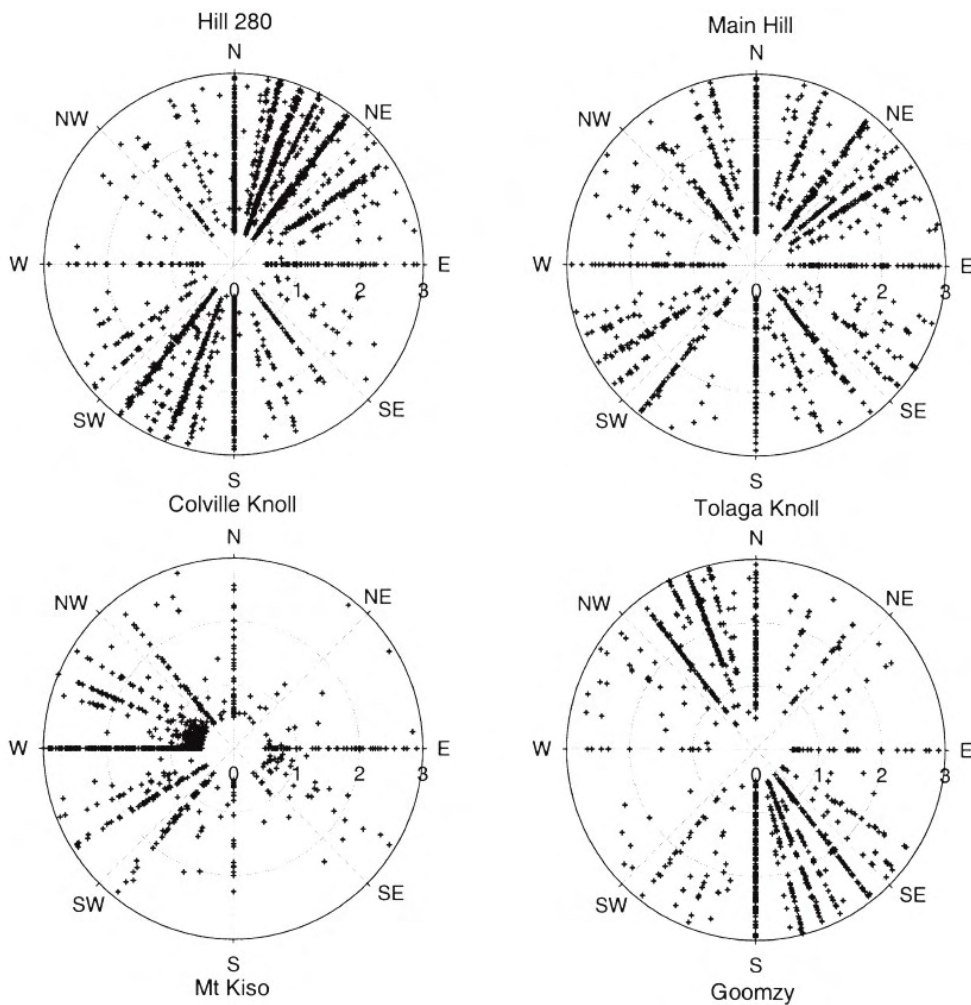 Hill 280
N
NW
NE
W
E
0 1 2 3
SW
SE
S
Main Hill
N
NW
NE
W
E
0 1 2 3
SW
SE
S
Colville Knoll
N
NW
NE
W
E
0 1 2 3
SW
SE
S
Mt Kiso
Tolaga Knoll
N
NW
NE
W
E
0 1 2 3
SW
SE
S
Goomzy